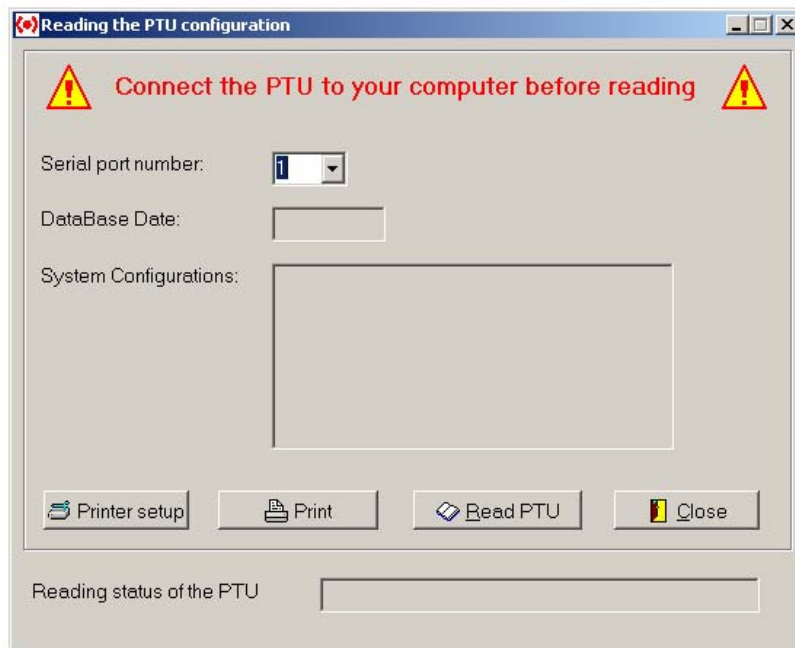 Reading the PTU configuration
Connect the PTU to your computer before reading
Serial port number: 1
DataBase Date:
System Configurations:
Printer setup Print Read PTU Close
Reading status of the PTU